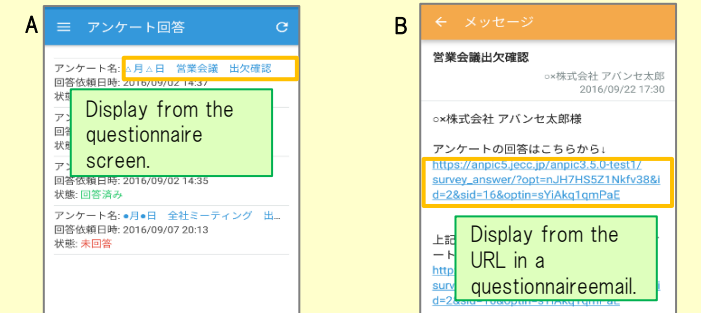 A
アンケート回答
アンケート名: △月△日 営業会議 出欠確認
回答依頼日時: 2016/09/02 14:37
Display from the
questionnaire
screen.
回答依頼日時: 2016/09/02 14:35
状態: 回答済み
アンケート名: ●月●日 全社ミーティング 出...
回答依頼日時: 2016/09/07 20:13
状態: 未回答
B
メッセージ
営業会議出欠確認
○×株式会社 アバンセ太郎
2016/09/22 17:30
○×株式会社 アバンセ太郎様
アンケートの回答はこちらから↓
https://anpic5.jecc.jp/anpic3.5.0-test1/
survey_answer/?opt=nJH7HS5Z1Nkfv38&i
d=2&sid=16&optin=sYiAkq1qmPaE
上記
Display from the
URL in a
questionnaireemail.